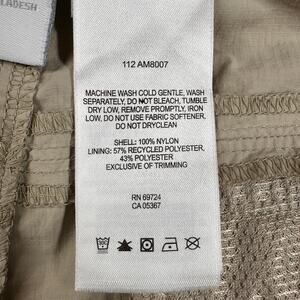 LADESH
112 AM8007
MACHINE WASH COLD GENTLE, WASH
SEPARATELY, DO NOT BLEACH, TUMBLE
DRY LOW, REMOVE PROMPTLY, IRON
LOW, DO NOT USE FABRIC SOFTENER,
DO NOT DRYCLEAN
SHELL: 100% NYLON
LINING: 57% RECYCLED POLYESTER,
43% POLYESTER
EXCLUSIVE OF TRIMMING
RN 69724
CA 05367